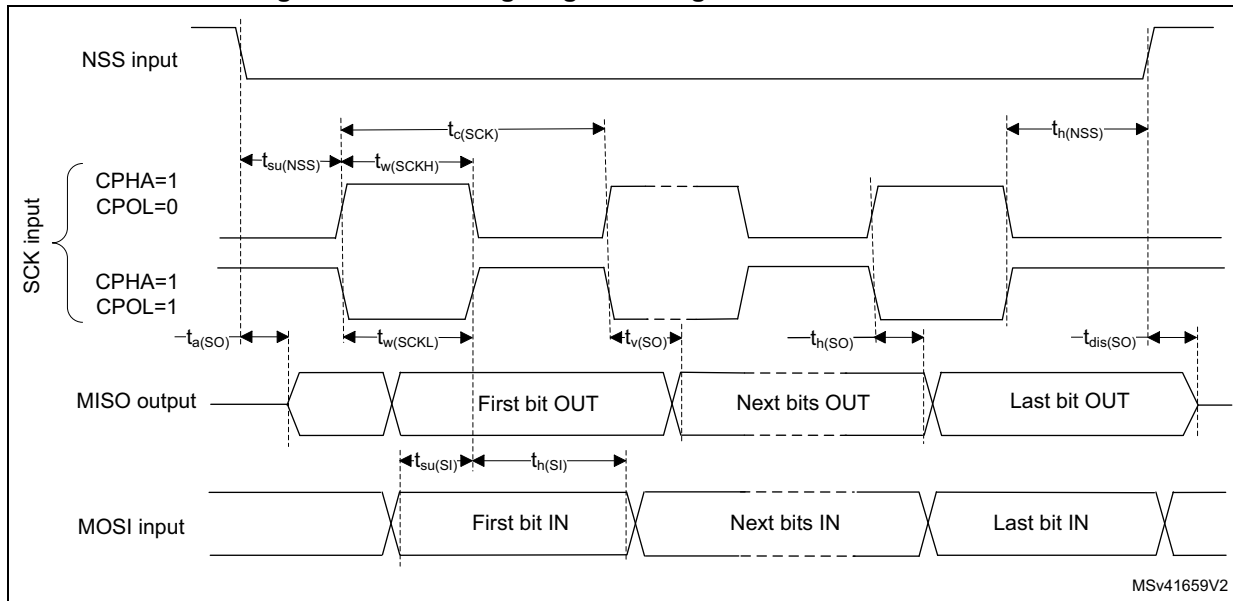 NSS input
tc(SCK)
th(NSS)
tsu(NSS)
tw(SCKH)
CPHA=1
CPOL=0
SCK input
CPHA=1
CPOL=1
ta(SO)
tw(SCKL)
tv(SO)
th(SO)
tdis(SO)
MISO output
First bit OUT
Next bits OUT
Last bit OUT
tsu(SI)
th(SI)
MOSI input
First bit IN
Next bits IN
Last bit IN
MSv41659V2